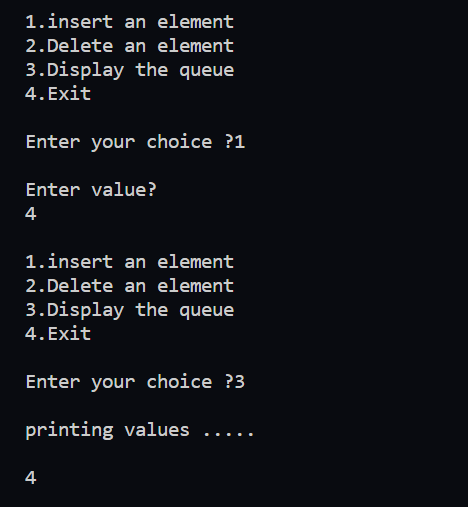 1.insert an element
2.Delete an element
3.Display the queue
4.Exit
Enter your choice ?1
Enter value?
4
1.insert an element
2.Delete an element
3.Display the queue
4.Exit
Enter your choice ?3
printing values .....
4